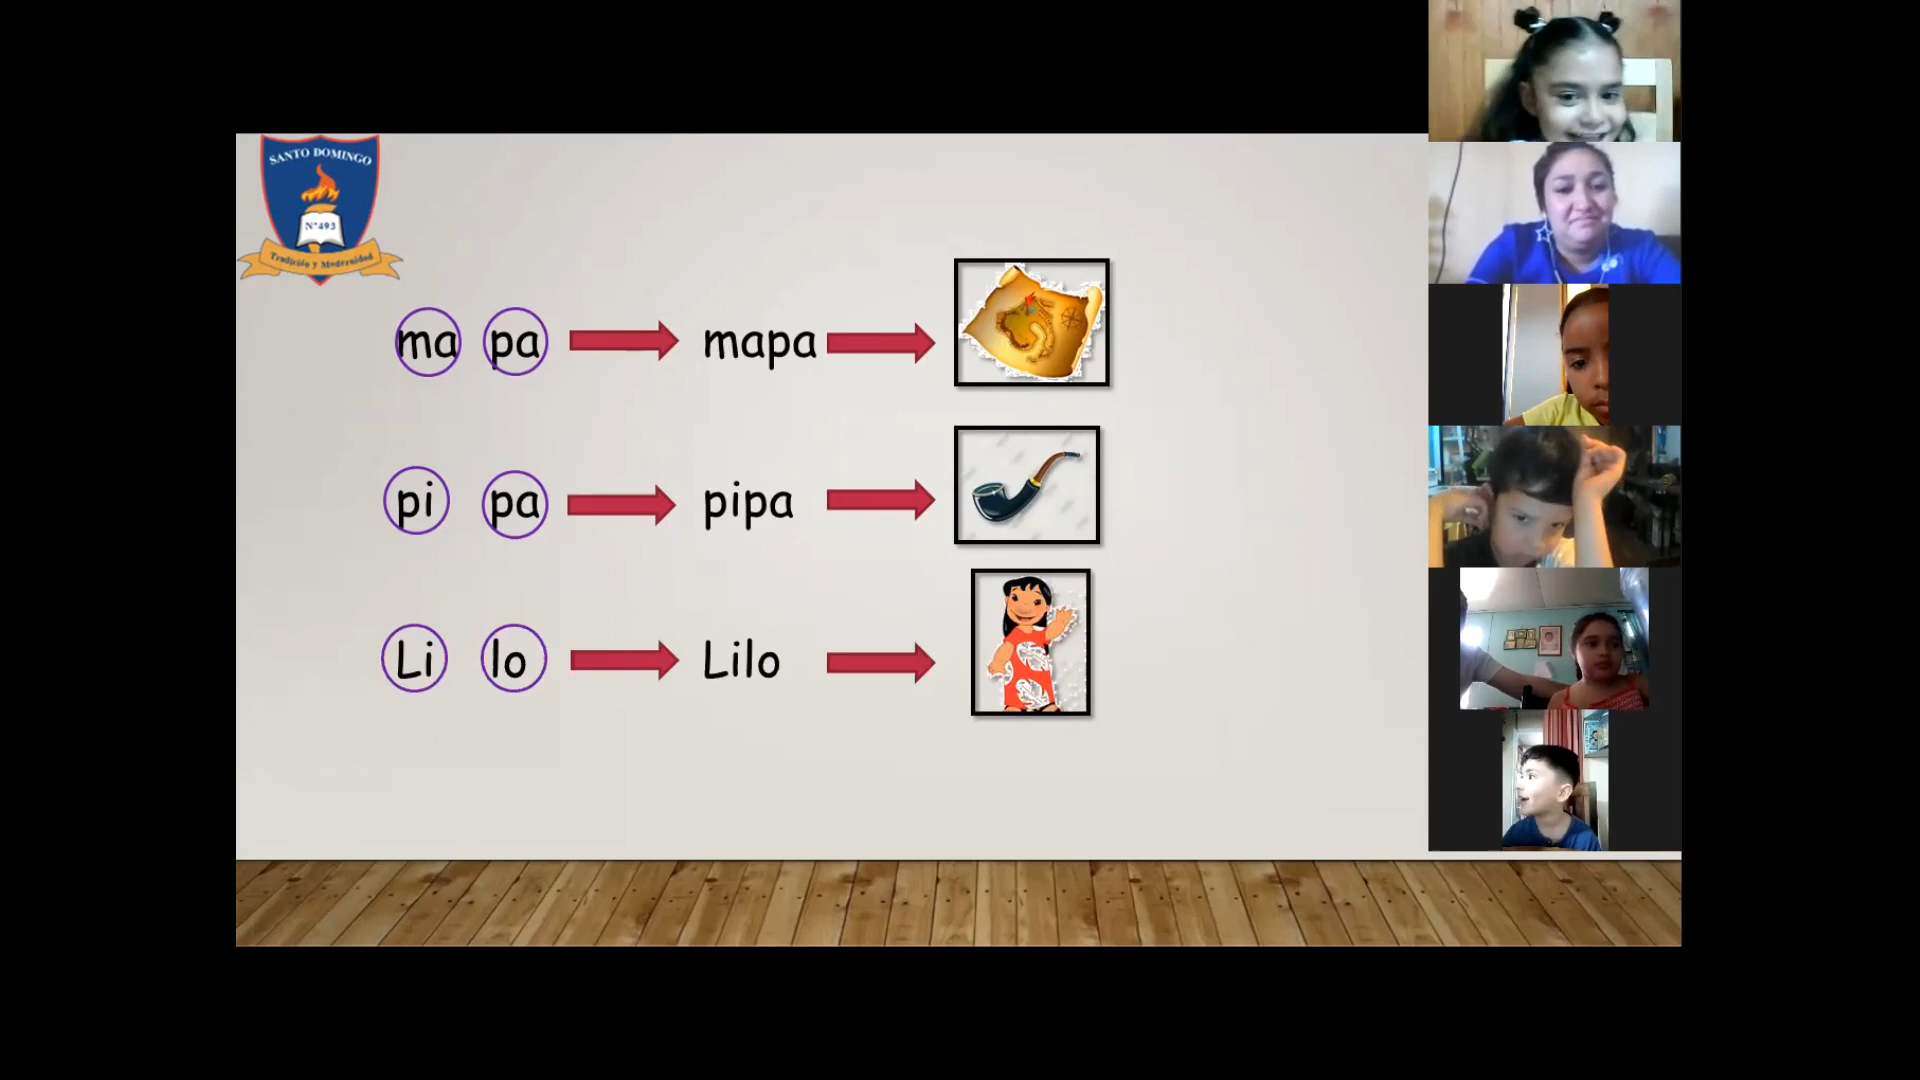 SANTO DOMINGO
N°493
Tradición y Modernidad
ma pa mapa
pi pa pipa
Li lo Lilo